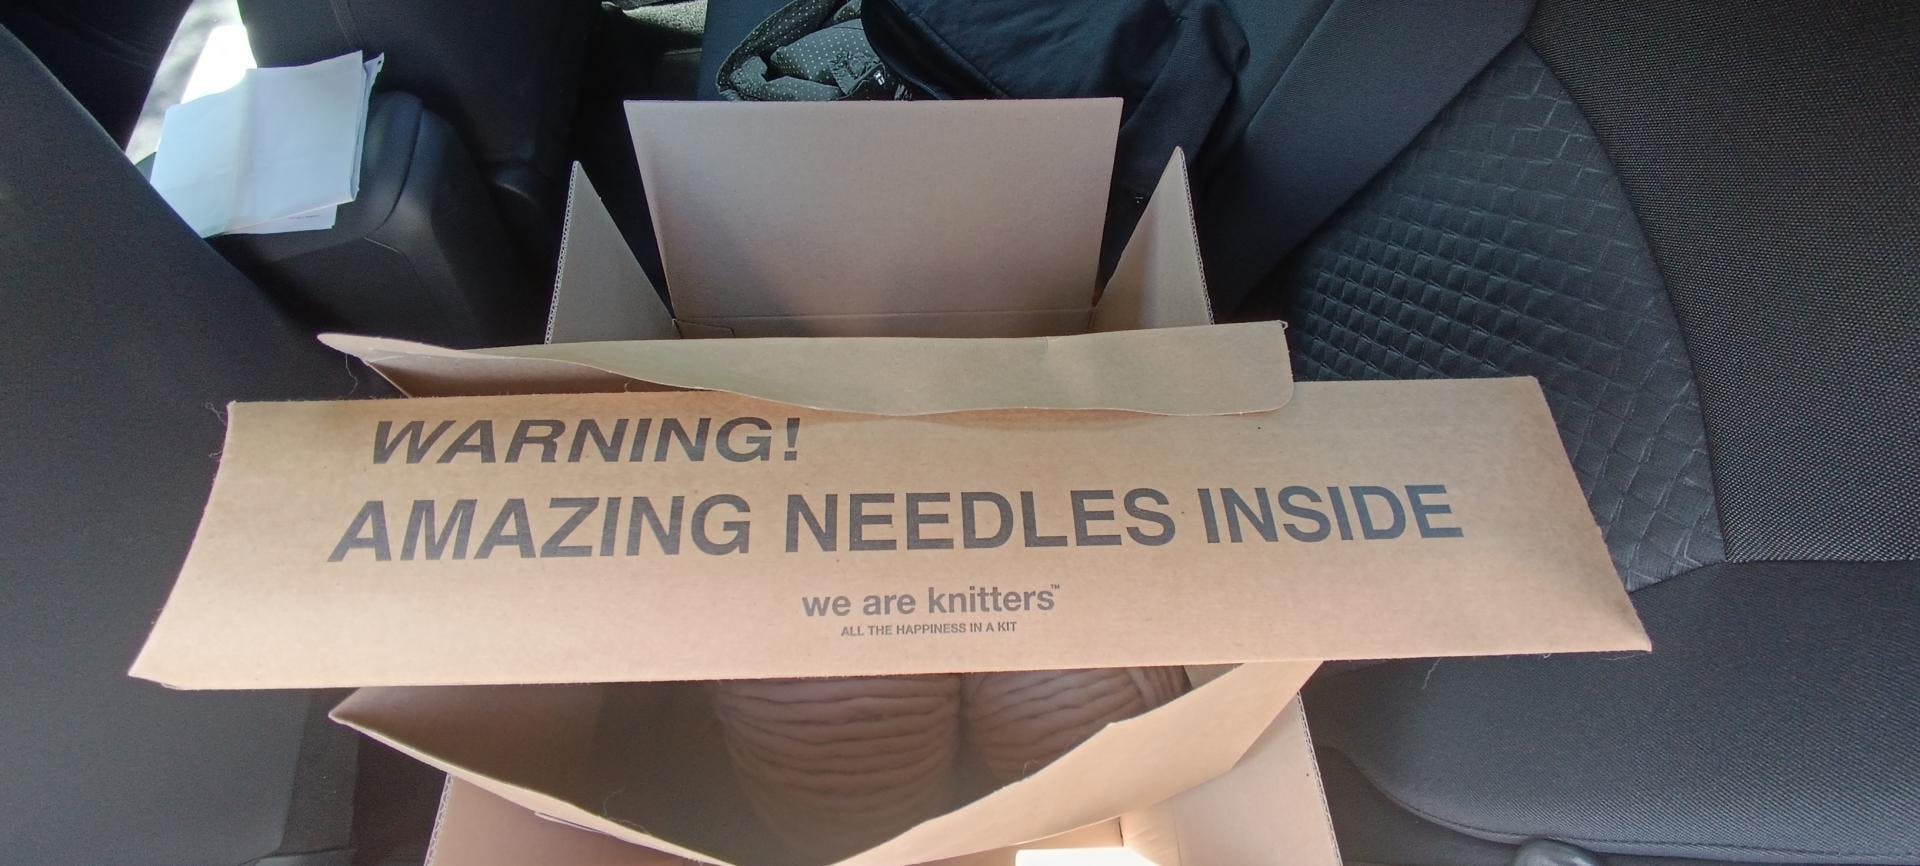 WARNING!
AMAZING NEEDLES INSIDE
we are knitters™
ALL THE HAPPINESS IN A KIT